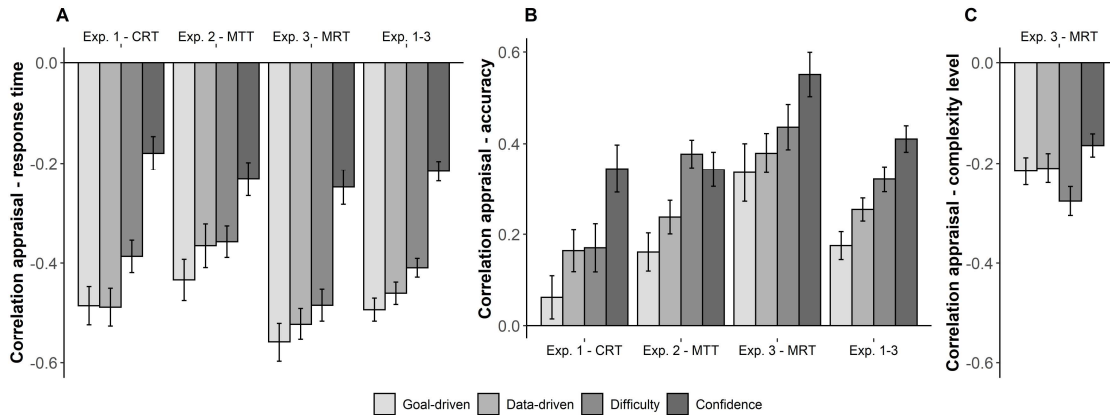 A
B
C
Exp. 1 - CRT Exp. 2 - MTT Exp. 3 - MRT Exp. 1-3
0.0
-0.2
-0.4
-0.6
Correlation appraisal - response time
0.6
0.4
0.2
0.0
Correlation appraisal - accuracy
Exp. 1 - CRT Exp. 2 - MTT Exp. 3 - MRT Exp. 1-3
Exp. 3 - MRT
0.0
-0.2
-0.4
-0.6
Correlation appraisal - complexity level
Goal-driven Data-driven Difficulty Confidence